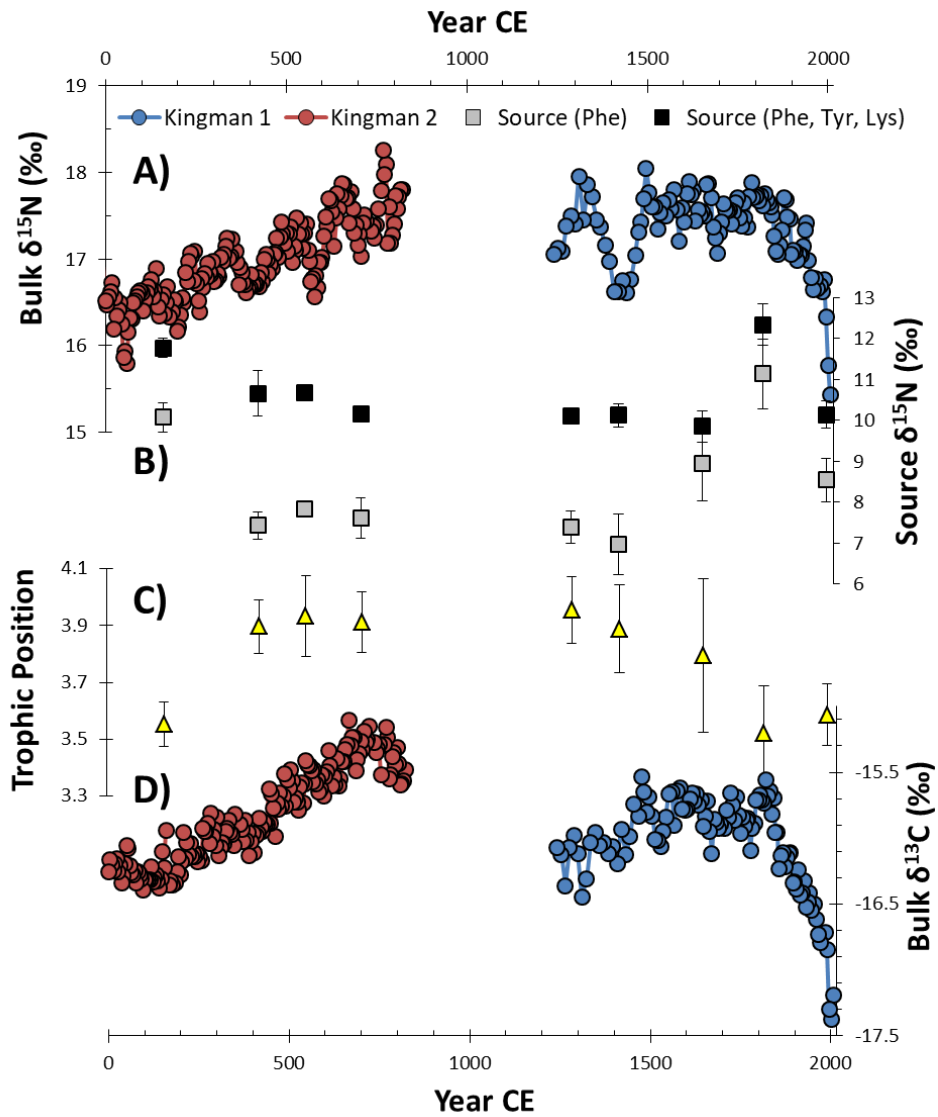 Year CE
0 500 1000 1500 2000
Kingman 1 Kingman 2 Source (Phe) Source (Phe, Tyr, Lys)
A)
Bulk δ¹⁵N (‰)
19
18
17
16
15
B)
Source δ¹⁵N (‰)
13
12
11
10
9
8
7
6
C)
Trophic Position
4.1
3.9
3.7
3.5
3.3
D)
Bulk δ¹³C (‰)
-15.5
-16.5
-17.5
0 500 1000 1500 2000
Year CE